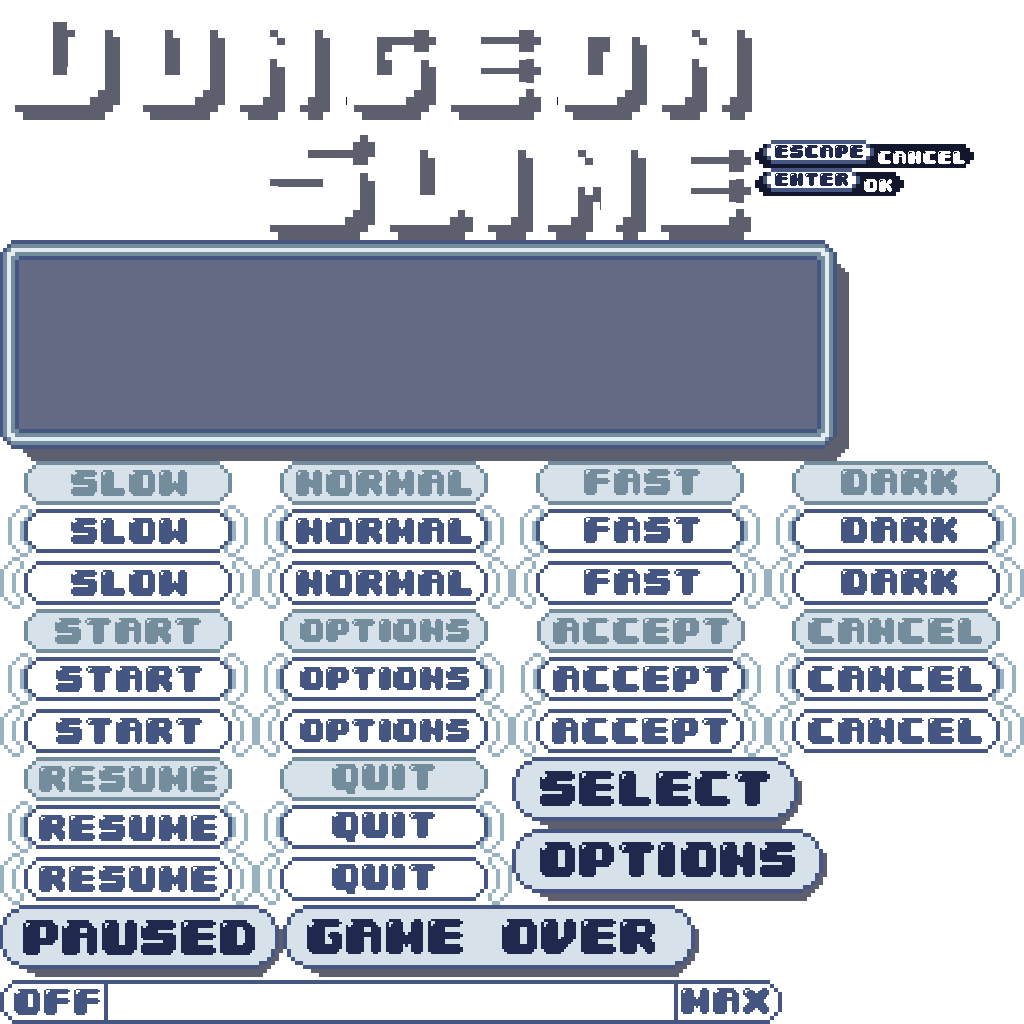 DUNGEON
SLIME
ESCAPE CANCEL
ENTER OK
SLOW NORMAL FAST DARK
SLOW NORMAL FAST DARK
SLOW NORMAL FAST DARK
START OPTIONS ACCEPT CANCEL
START OPTIONS ACCEPT CANCEL
START OPTIONS ACCEPT CANCEL
RESUME QUIT SELECT
RESUME QUIT OPTIONS
RESUME QUIT
PAUSED GAME OVER
OFF MAX